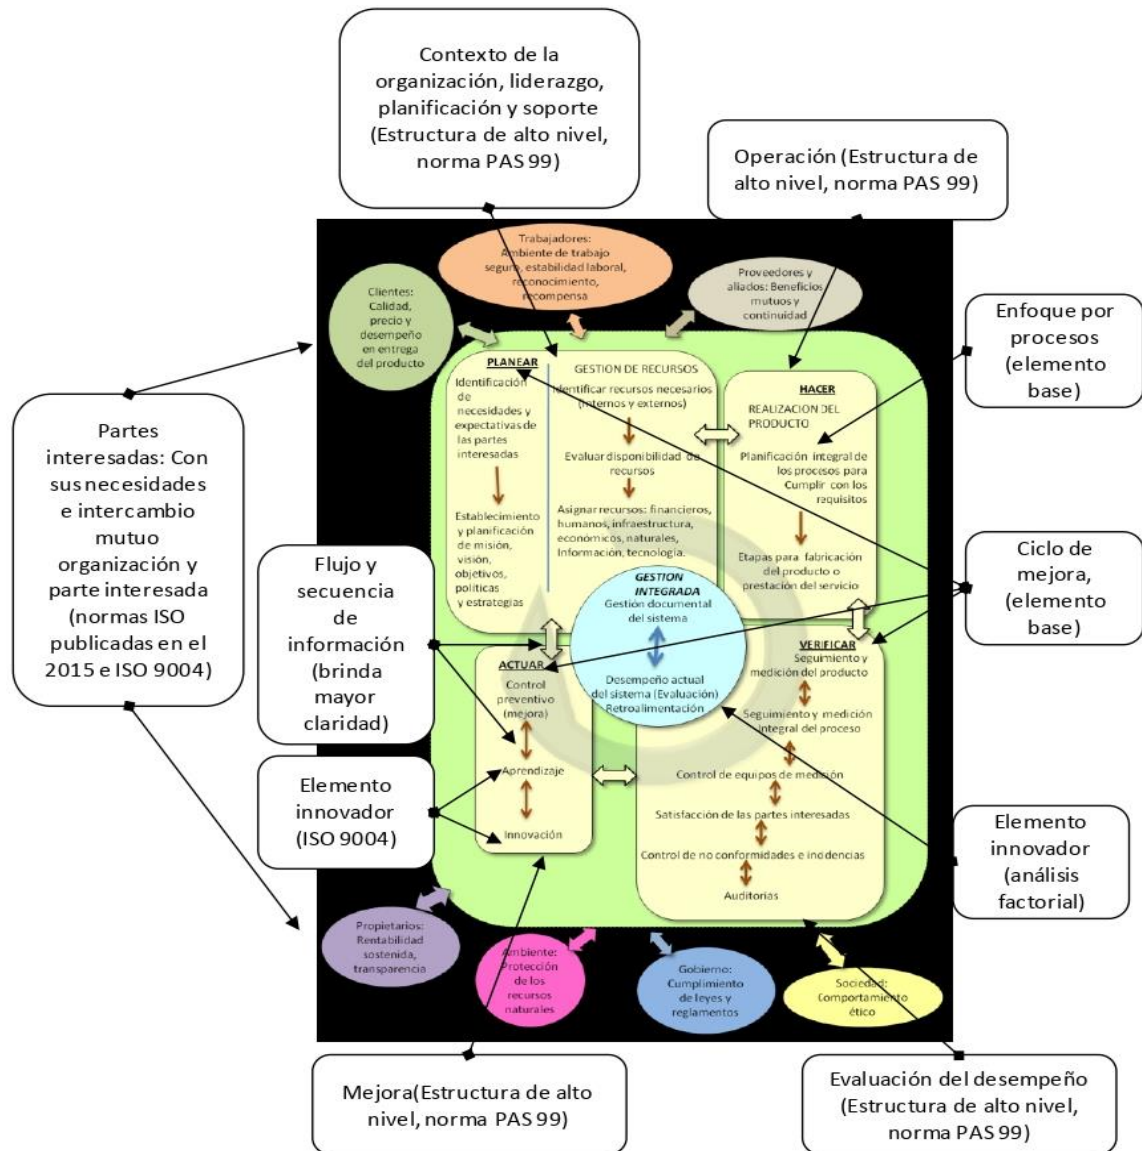 Contexto de la
organización, liderazgo,
planificación y soporte
(Estructura de alto nivel,
norma PAS 99)
Operación (Estructura de
alto nivel, norma PAS 99)
Trabajadores:
Ambiente de trabajo
seguro, estabilidad laboral,
reconocimiento,
recompensa
Proveedores y
aliados: Beneficios
mutuos y
continuidad
Clientes:
Calidad,
precio y
desempeño
en entrega
del producto
Enfoque por
procesos
(elemento
base)
Partes
interesadas: Con
sus necesidades
e intercambio
mutuo
organización y
parte interesada
(normas ISO
publicadas en el
2015 e ISO 9004)
PLANEAR
Identificación
de
necesidades y
expectativas de
las partes
interesadas
Establecimiento
y planificación
de misión,
visión,
objetivos,
políticas
y estrategias
GESTION DE RECURSOS
Identificar recursos necesarios
(internos y externos)
Evaluar disponibilidad de
recursos
Asignar recursos: financieros,
humanos, infraestructura,
económicos, naturales,
Información, tecnología.
HACER
REALIZACION DEL
PRODUCTO
Planificación integral de
los procesos para
Cumplir con los
requisitos
Etapas para fabricación
del producto o
prestación del servicio
Ciclo de
mejora,
(elemento
base)
Flujo y
secuencia
de
información
(brinda
mayor
claridad)
GESTION
INTEGRADA
Gestión documental
del sistema
Desempeño actual
del sistema (Evaluación)
Retroalimentación
ACTUAR
Control
preventivo
(mejora)
Aprendizaje
Innovación
VERIFICAR
Seguimiento y
medición del producto
Seguimiento y medición
Integral del proceso
Control de equipos de medición
Satisfacción de las partes interesadas
Control de no conformidades e incidencias
Auditorias
Elemento
innovador
(ISO 9004)
Elemento
innovador
(análisis
factorial)
Propietarios:
Rentabilidad
sostenida,
transparencia
Ambiente:
Protección
de los
recursos
naturales
Gobierno:
Cumplimiento
de leyes y
reglamentos
Sociedad:
Comportamiento
ético
Mejora(Estructura de alto
nivel, norma PAS 99)
Evaluación del desempeño
(Estructura de alto nivel,
norma PAS 99)